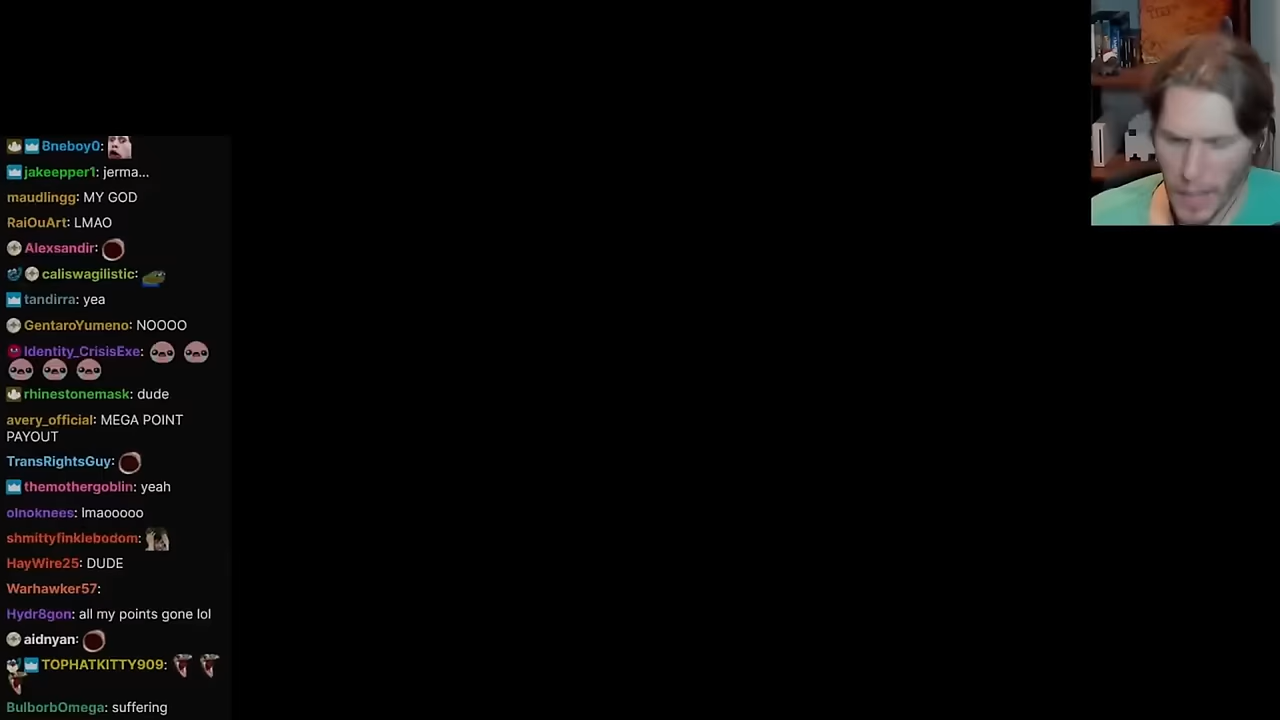 8neboy0:
jakeepper1: jerma...
maudlingg: MY GOD
RaiOuArt: LMAO
Alexsandir:
caliswagilistic:
tandirra: yea
GentaroYumeno: NOOOO
Identity_CrisisExe:
rhinestonemask: dude
avery_official: MEGA POINT
PAYOUT
TransRightsGuy:
themothergoblin: yeah
olnoknees: lmaooooo
shmittyfinklebodom:
HayWire25: DUDE
Warhawker57:
Hydr8gon: all my points gone lol
aidnyan:
TOPHATKITTY909:
BulborbOmega: suffering